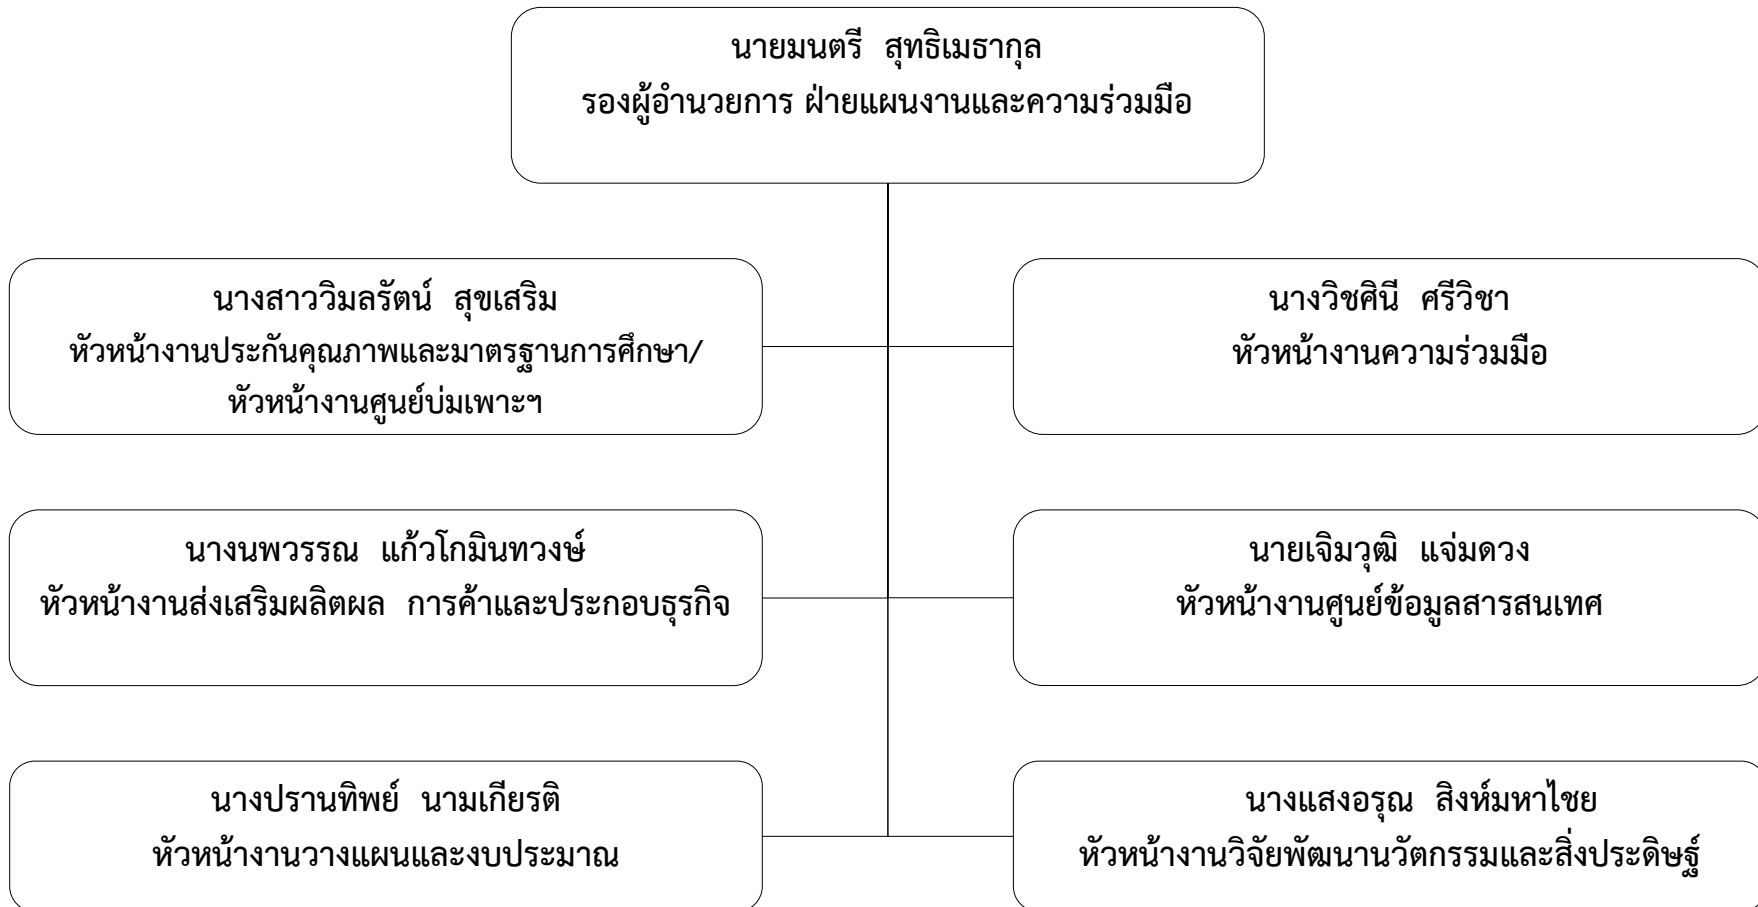 นายมนตรี สุทธิเมธากุล
รองผู้อำนวยการ ฝ่ายแผนงานและความร่วมมือ
นางสาววิมลรัตน์ สุขเสริม
หัวหน้างานประกันคุณภาพและมาตรฐานการศึกษา/
หัวหน้างานศูนย์บ่มเพาะฯ
นางวิชศินี ศรีวิชา
หัวหน้างานความร่วมมือ
นางนพวรรณ แก้วโกมินทวงษ์
หัวหน้างานส่งเสริมผลิตผล การค้าและประกอบธุรกิจ
นายเจิมวุฒิ แจ่มดวง
หัวหน้างานศูนย์ข้อมูลสารสนเทศ
นางปรานทิพย์ นามเกียรติ
หัวหน้างานวางแผนและงบประมาณ
นางแสงอรุณ สิงห์มหาไชย
หัวหน้างานวิจัยพัฒนานวัตกรรมและสิ่งประดิษฐ์